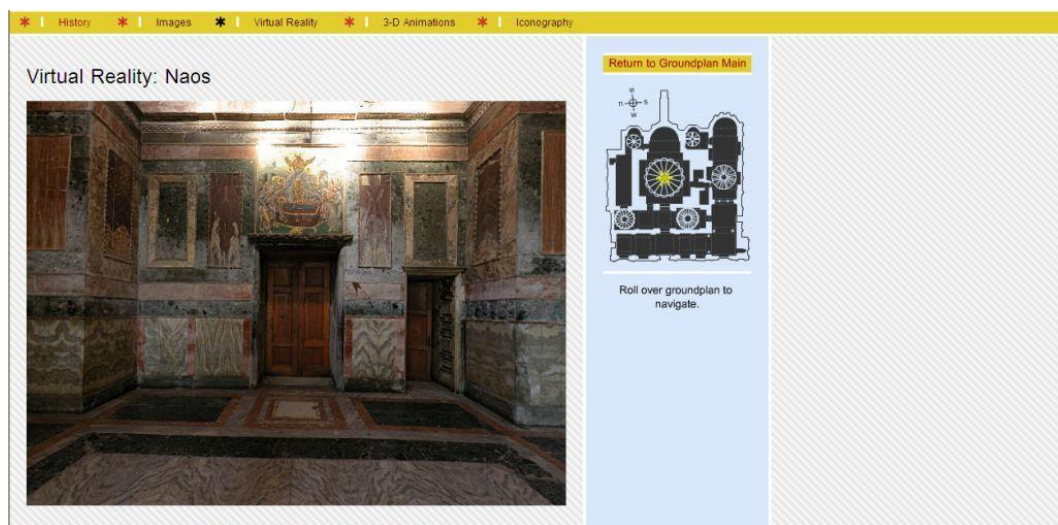 * | History * | Images * | Virtual Reality * | 3-D Animations * | Iconography
Virtual Reality: Naos
Return to Groundplan Main
e
n s
w
Roll over groundplan to
navigate.